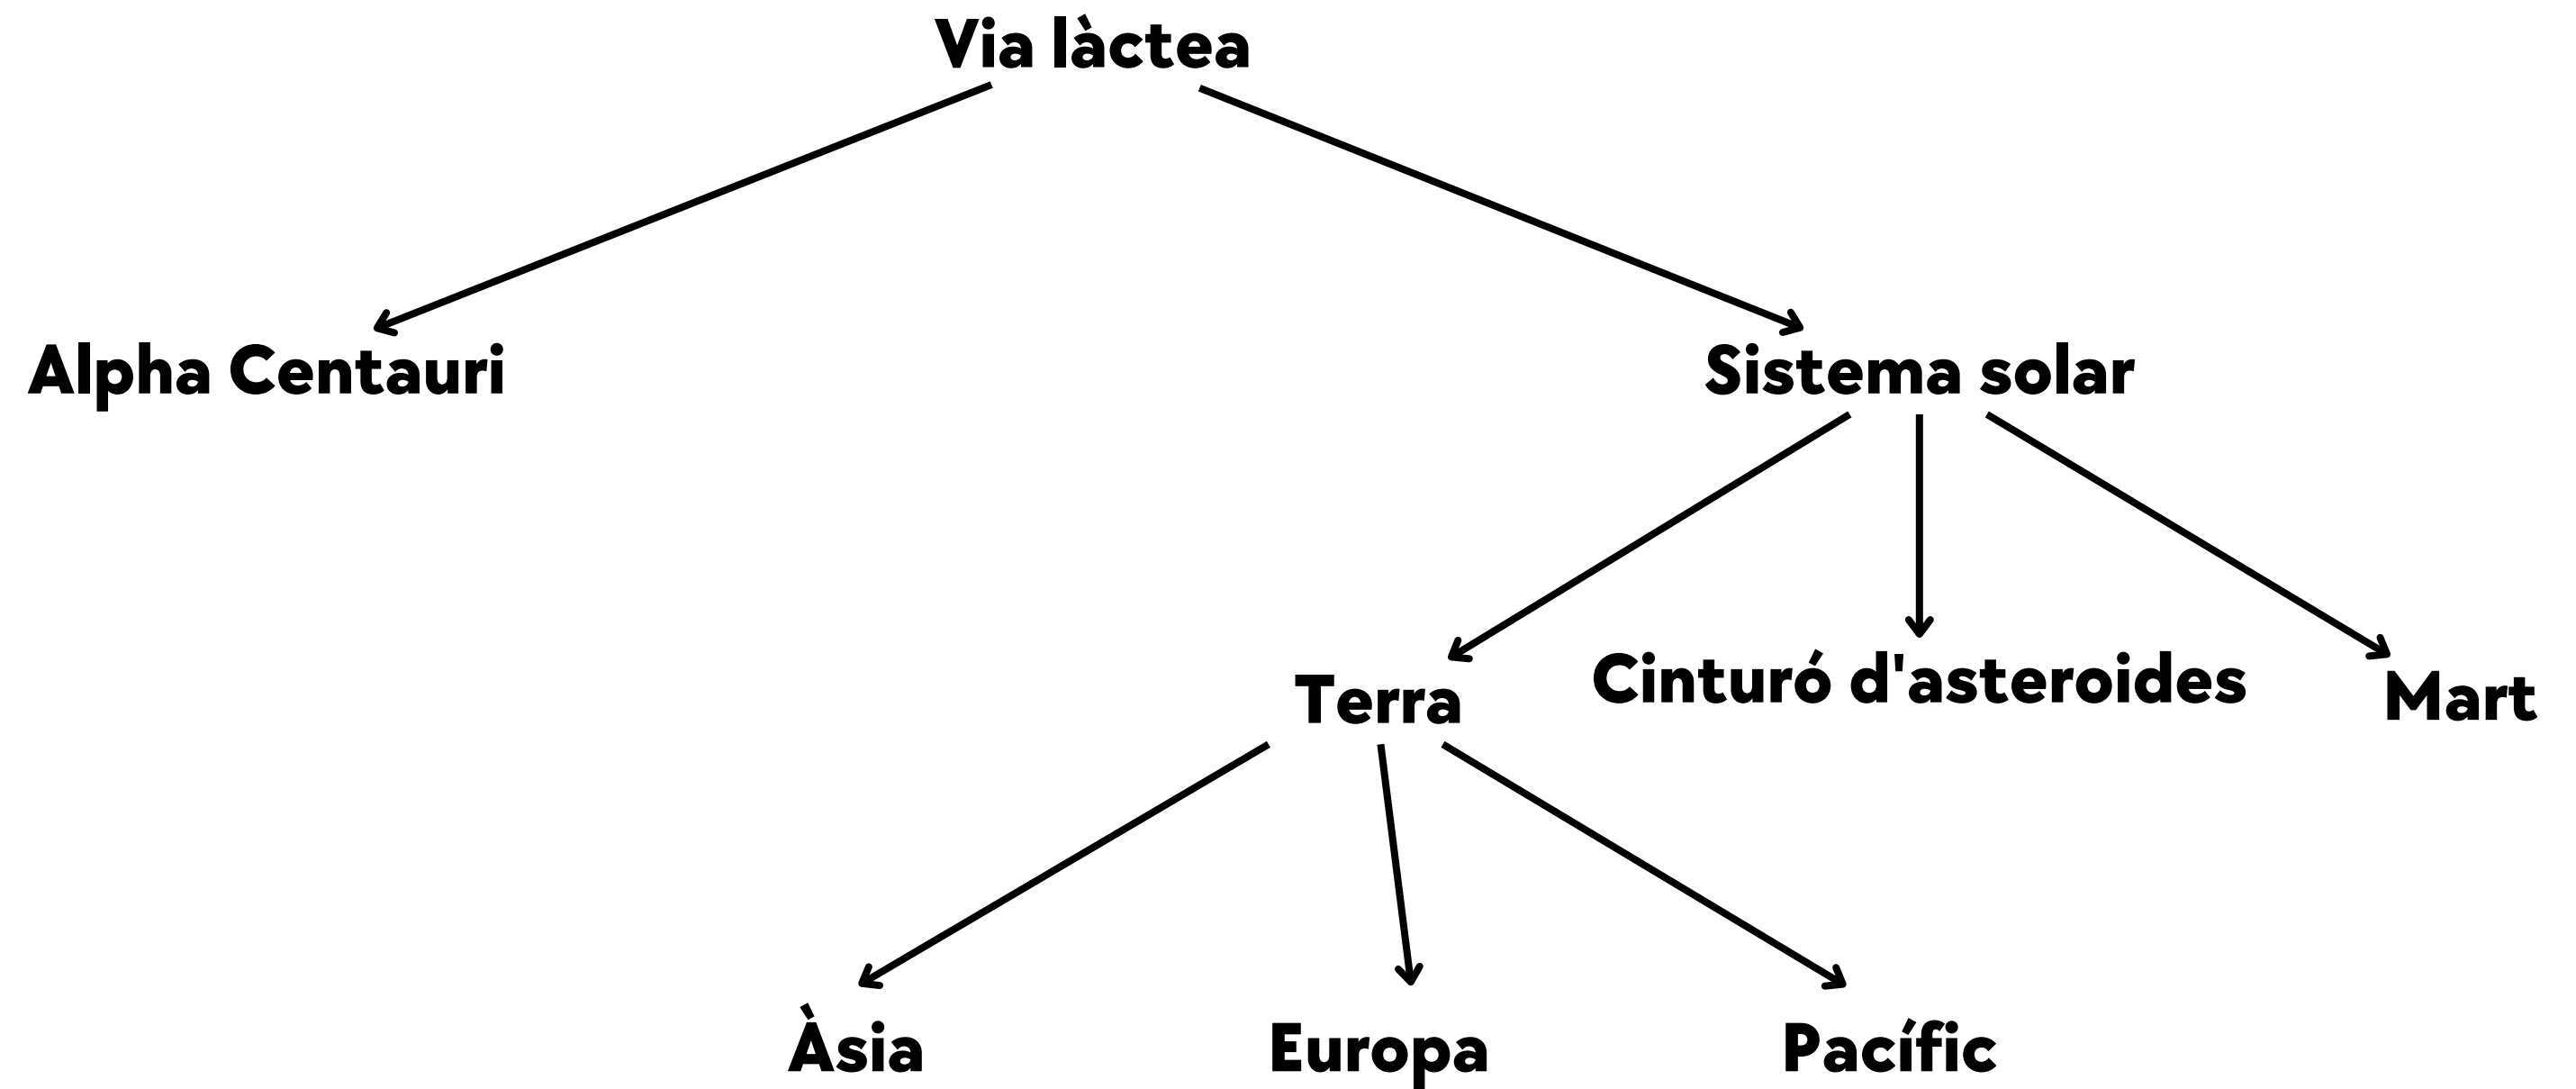 Via làctea
Alpha Centauri
Sistema solar
Terra
Cinturó d'asteroides
Mart
Àsia
Europa
Pacífic